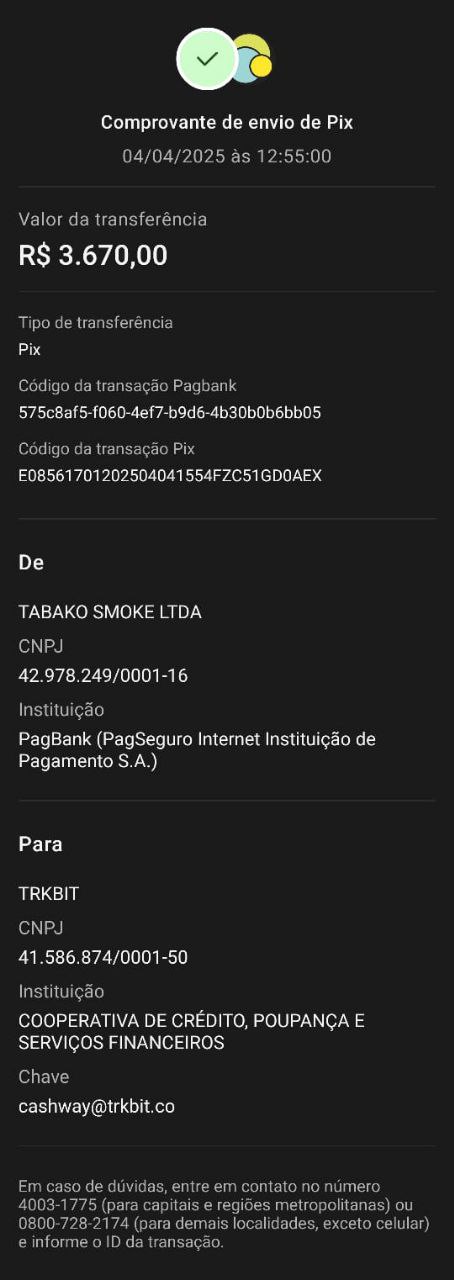 Comprovante de envio de Pix
04/04/2025 às 12:55:00
Valor da transferência
R$ 3.670,00
Tipo de transferência
Pix
Código da transação Pagbank
575c8af5-f060-4ef7-b9d6-4b30b0b6bb05
Código da transação Pix
E08561701202504041554FZC51GD0AEX
De
TABAKO SMOKE LTDA
CNPJ
42.978.249/0001-16
Instituição
PagBank (PagSeguro Internet Instituição de
Pagamento S.A.)
Para
TRKBIT
CNPJ
41.586.874/0001-50
Instituição
COOPERATIVA DE CRÉDITO, POUPANÇA E
SERVIÇOS FINANCEIROS
Chave
cashway@trkbit.co
Em caso de dúvidas, entre em contato no número
4003-1775 (para capitais e regiões metropolitanas) ou
0800-728-2174 (para demais localidades, exceto celular)
e informe o ID da transação.